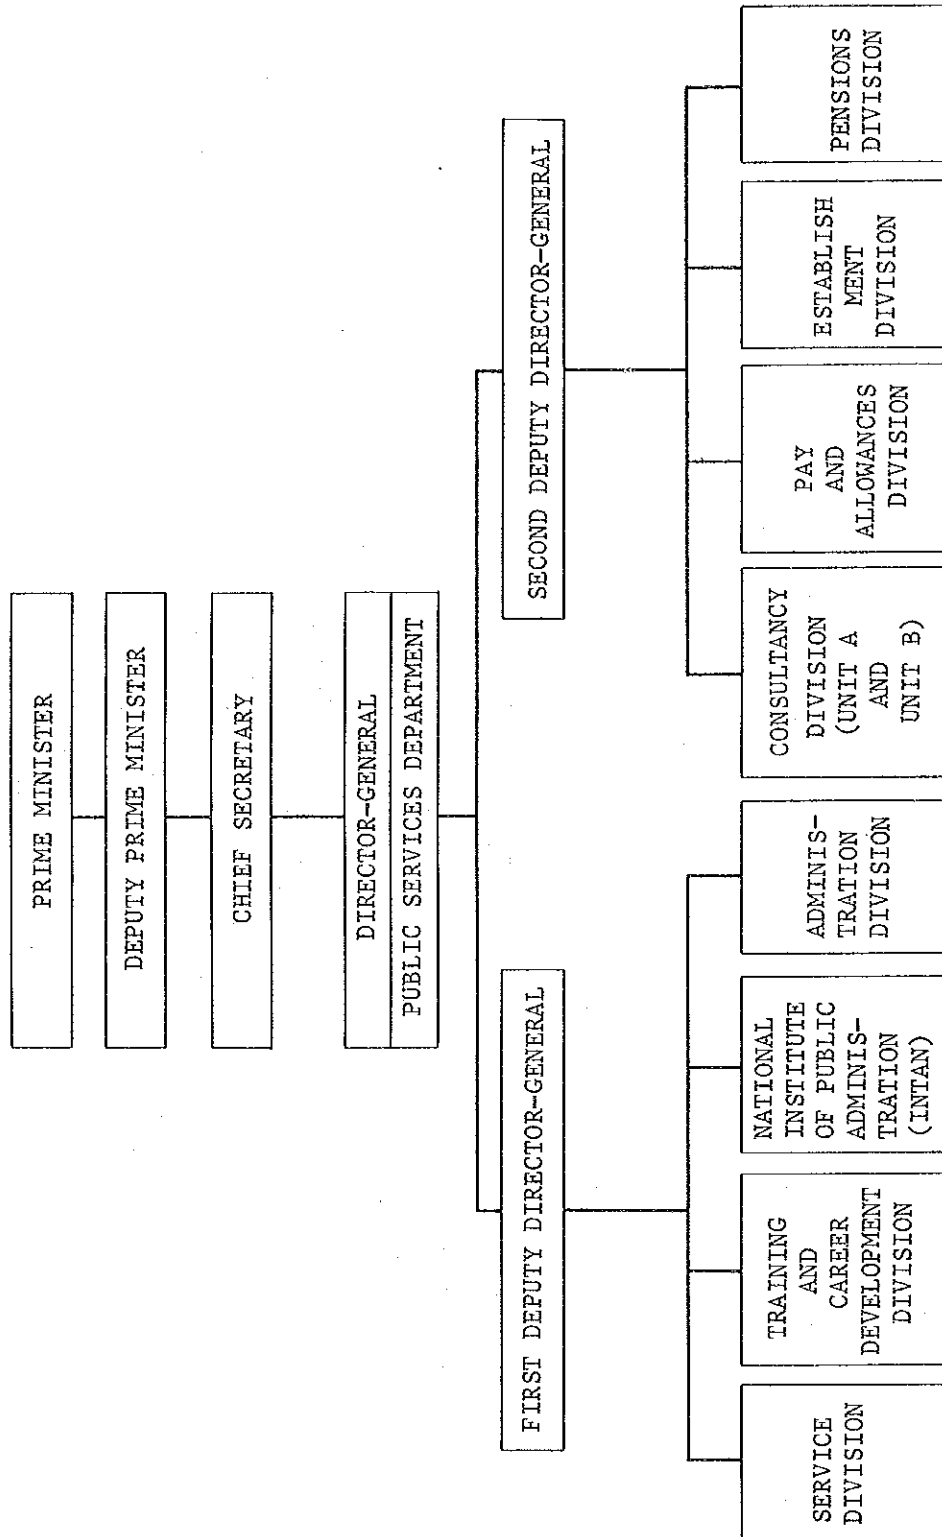 PRIME MINISTER
DEPUTY PRIME MINISTER
CHIEF SECRETARY
DIRECTOR-GENERAL
PUBLIC SERVICES DEPARTMENT
FIRST DEPUTY DIRECTOR-GENERAL
SECOND DEPUTY DIRECTOR-GENERAL
SERVICE
DIVISION
TRAINING
AND
CAREER
DEVELOPMENT
DIVISION
NATIONAL
INSTITUTE
OF PUBLIC
ADMINIS-
TRATION
(INTAN)
ADMINIS-
TRATION
DIVISION
CONSULTANCY
DIVISION
(UNIT A
AND
UNIT B)
PAY
AND
ALLOWANCES
DIVISION
ESTABLISH
MENT
DIVISION
PENSIONS
DIVISION